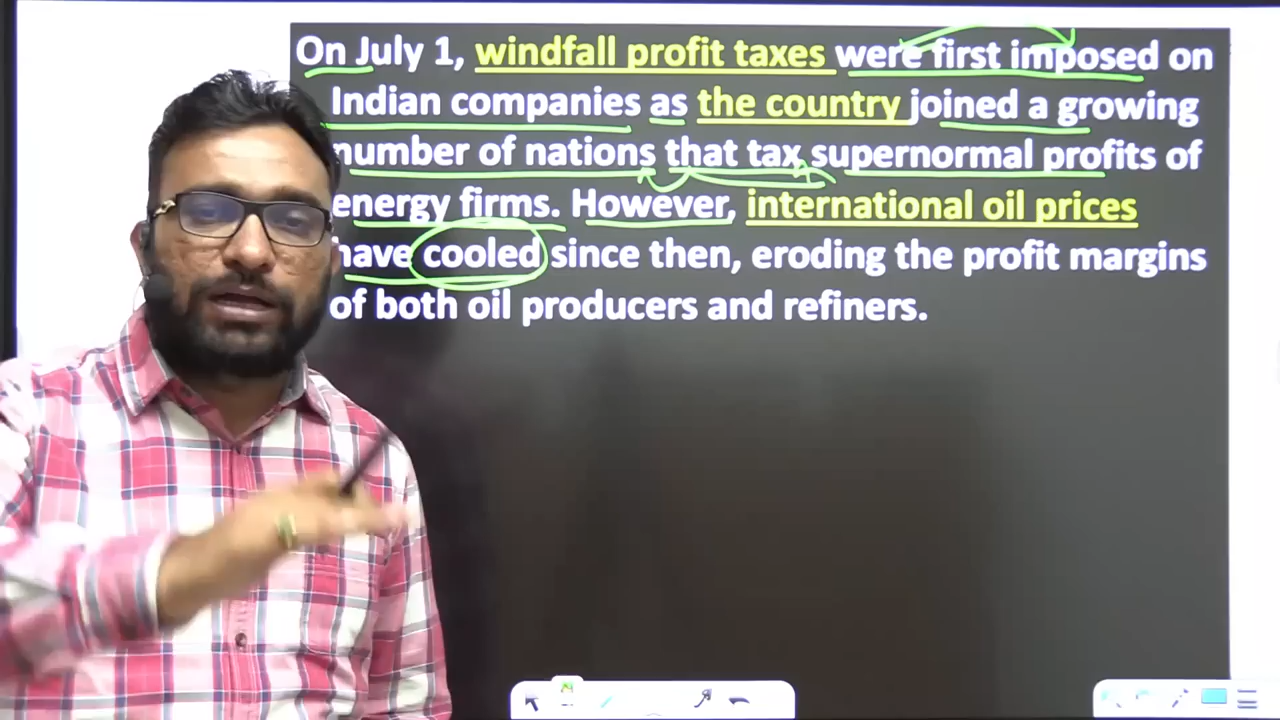 On July 1, windfall profit taxes were first imposed on
Indian companies as the country joined a growing
number of nations that tax supernormal profits of
energy firms. However, international oil prices
have cooled since then, eroding the profit margins
of both oil producers and refiners.